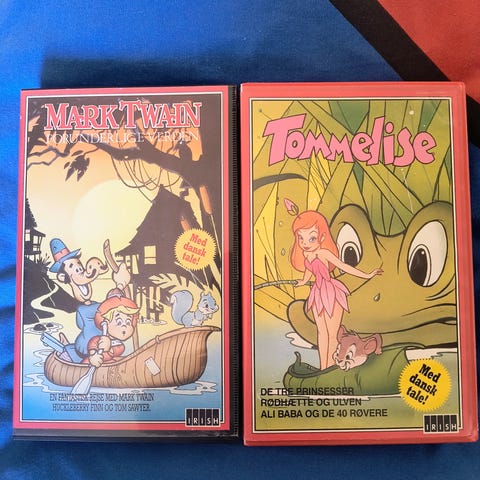 MARK TWAIN
FORUNDERLIGE VERDEN
Med
dansk
tale!
EN FANTASTISK REJSE MED MARK TWAIN
HUCKLEBERRY FINN OG TOM SAWYER.
IRISH
Tommelise
DE TRE PRINSESSER
RØDHÆTTE OG ULVEN
ALI BABA OG DE 40 RØVERE
Med
dansk
tale!
IRISH